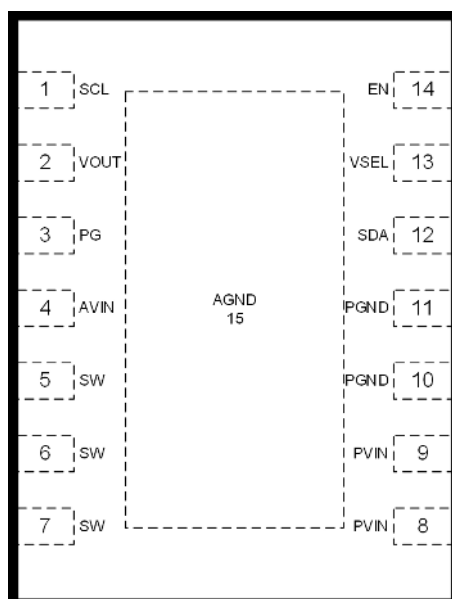 1 SCL EN 14
2 VOUT VSEL 13
3 PG SDA 12
AGND
15
4 AVIN PGND 11
5 SW PGND 10
6 SW PVIN 9
7 SW PVIN 8